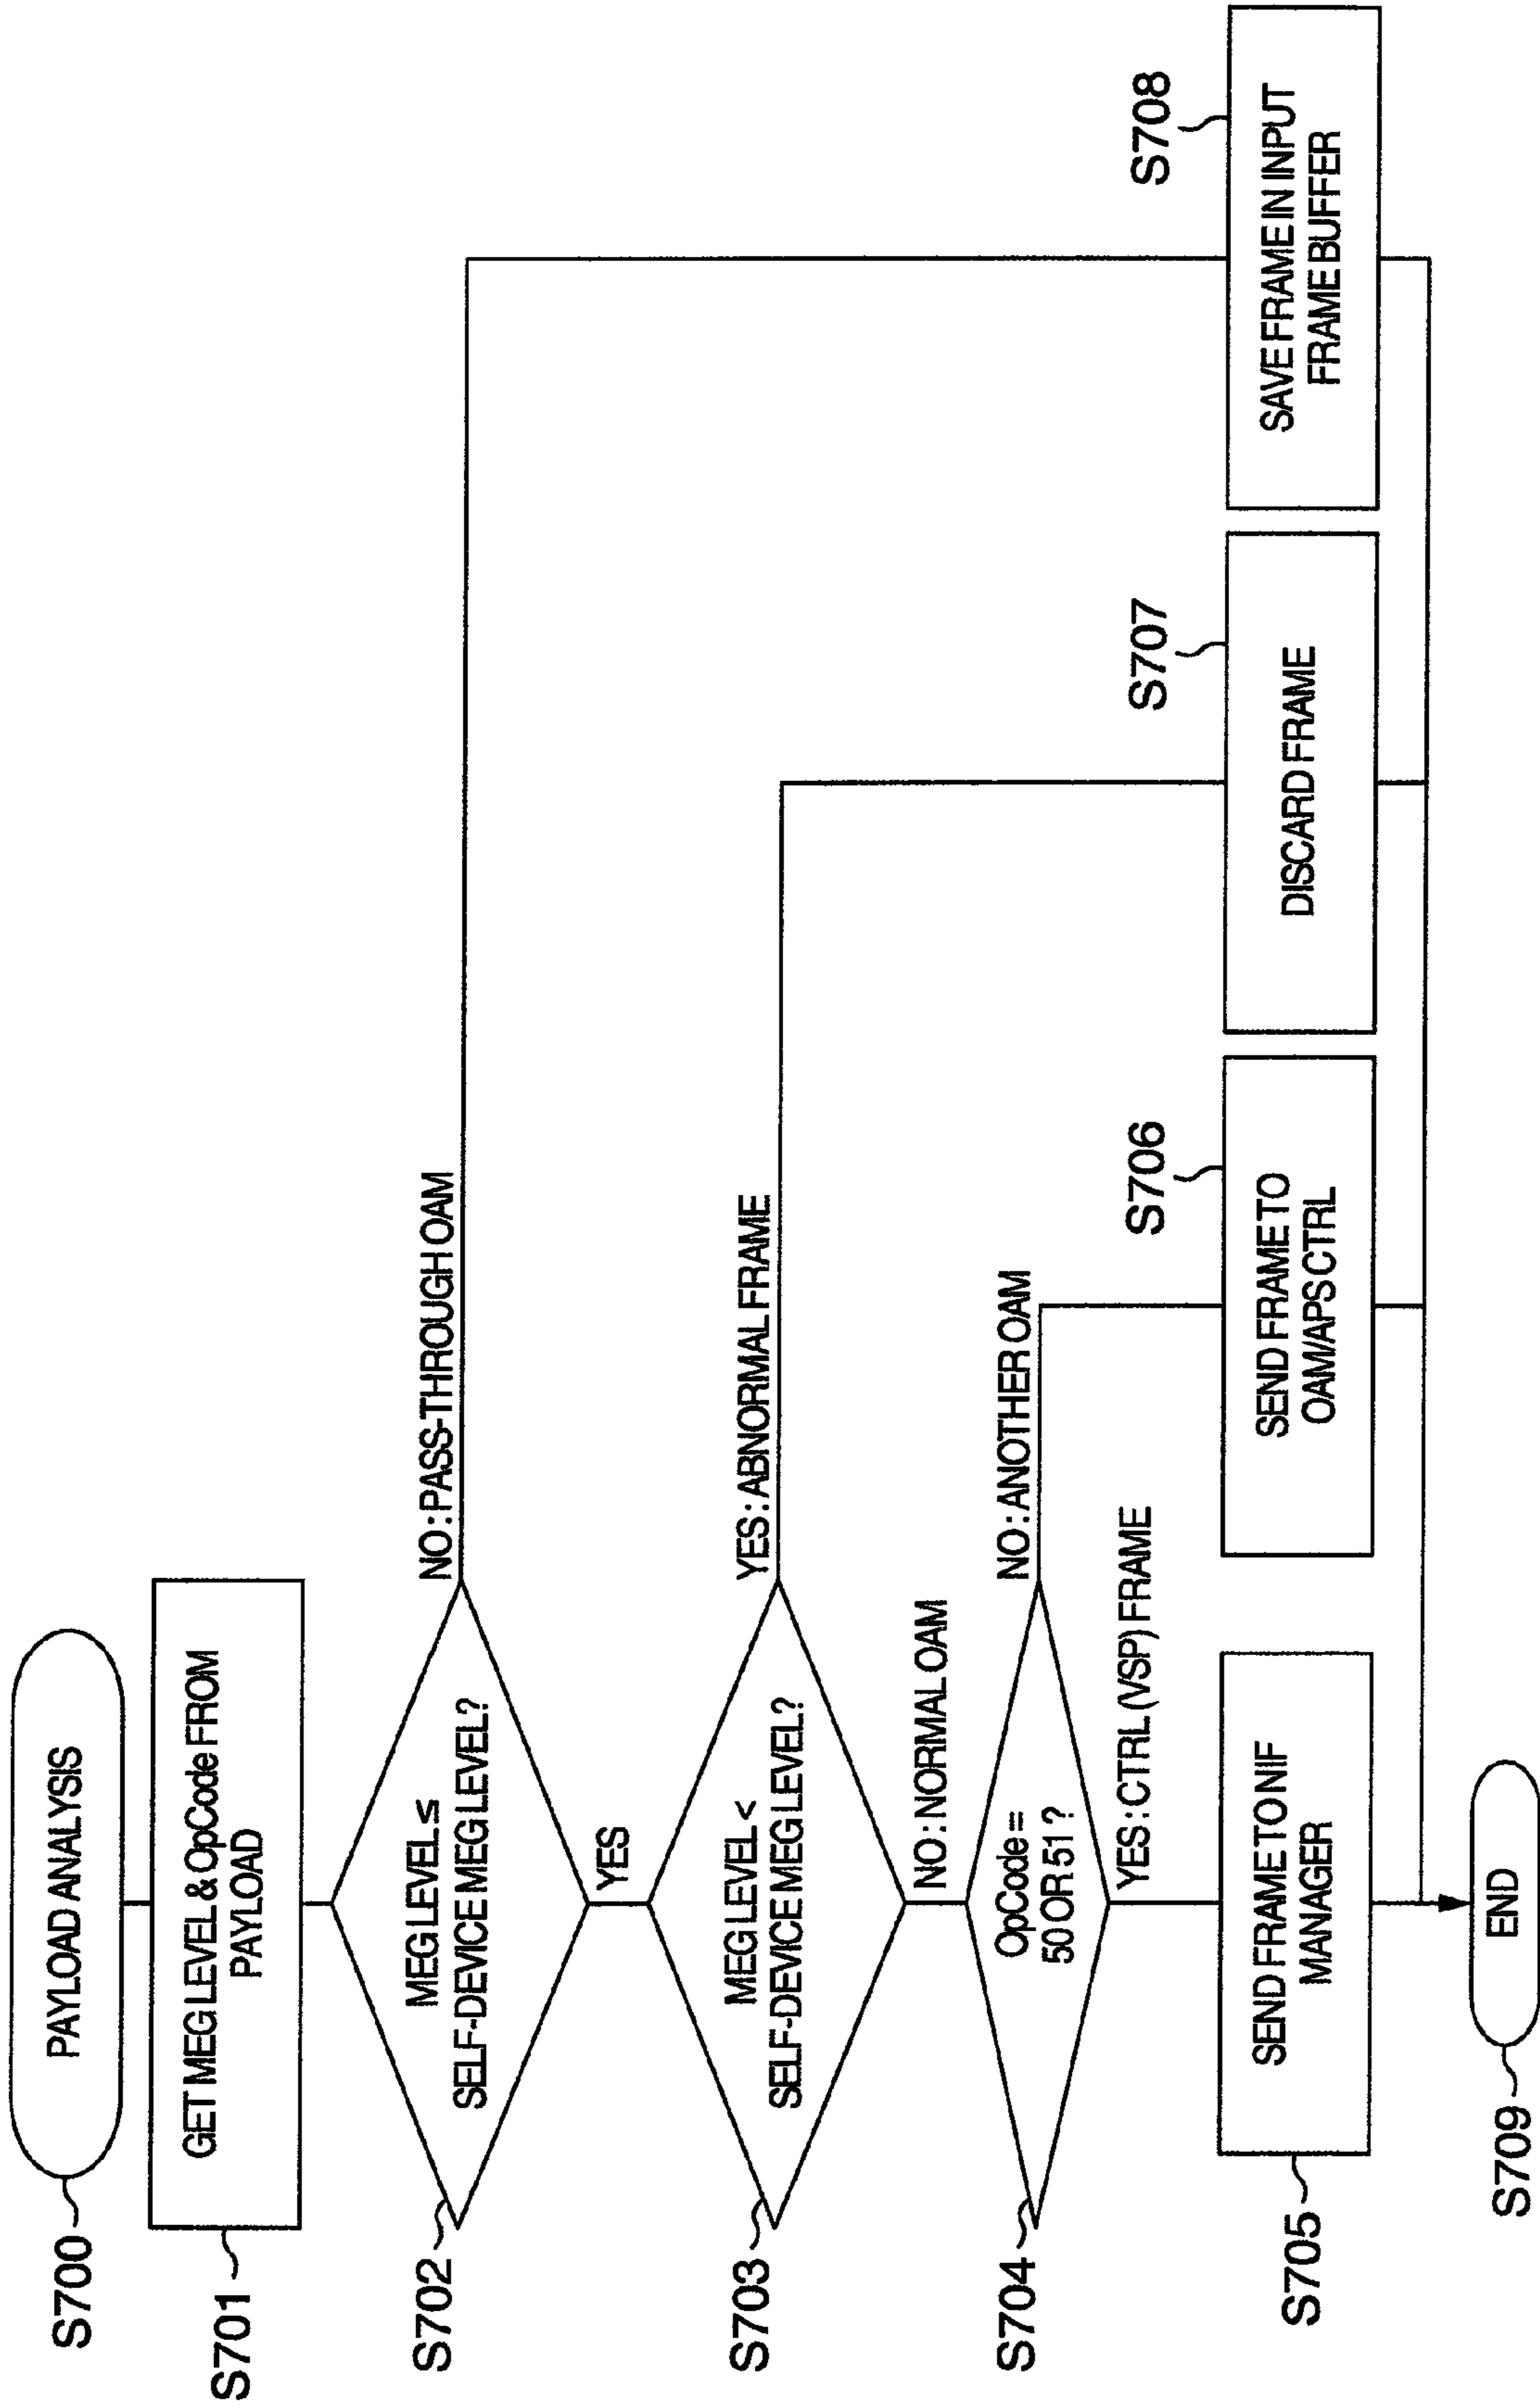 S700
PAYLOAD ANALYSIS
S701
GET MEG LEVEL & OpCode FROM
PAYLOAD
S702
MEG LEVEL ≤
SELF-DEVICE MEG LEVEL?
NO : PASS-THROUGH OAM
YES
S703
MEG LEVEL <
SELF-DEVICE MEG LEVEL?
YES : ABNORMAL FRAME
NO : NORMAL OAM
S704
OpCode =
50 OR 51 ?
NO : ANOTHER OAM
YES : CTRL (VSP) FRAME
S705
SEND FRAME TO NIF
MANAGER
S706
SEND FRAME TO
OAM/APS CTRL
S707
DISCARD FRAME
S708
SAVE FRAME IN INPUT
FRAME BUFFER
S709
END